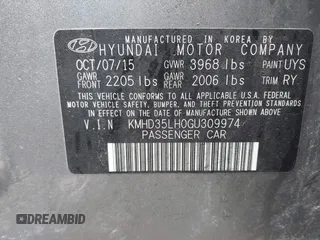 MANUFACTURED IN KOREA BY
HYUNDAI MOTOR COMPANY
OCT/07/15 GVWR 3968 lbs PAINT UYS
GAWR FRONT 2205 lbs GAWR REAR 2006 lbs TRIM RY
THIS VEHICLE CONFORMS TO ALL APPLICABLE U.S.A. FEDERAL
MOTOR VEHICLE SAFETY, BUMPER, AND THEFT PREVENTION
STANDARDS IN EFFECT ON THE DATE OF MANUFACTURE SHOWN ABOVE.
V.I.N KMHD35LH0GU309974
PASSENGER CAR
DREAMBID